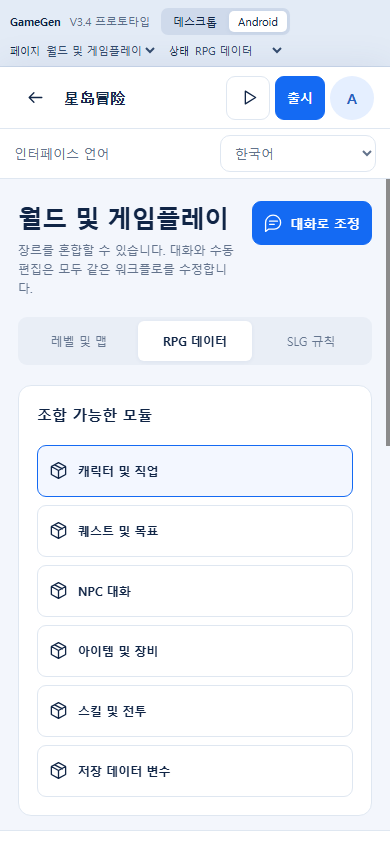 GameGen V3.4 프로토타입 데스크톱 Android
페이지 월드 및 게임플레이 상태 RPG 데이터
星岛冒险 출시 A
인터페이스 언어 한국어
월드 및 게임플레이
대화로 조정
장르를 혼합할 수 있습니다. 대화와 수동
편집은 모두 같은 워크플로를 수정합니
다.
레벨 및 맵 RPG 데이터 SLG 규칙
조합 가능한 모듈
캐릭터 및 직업
퀘스트 및 목표
NPC 대화
아이템 및 장비
스킬 및 전투
저장 데이터 변수